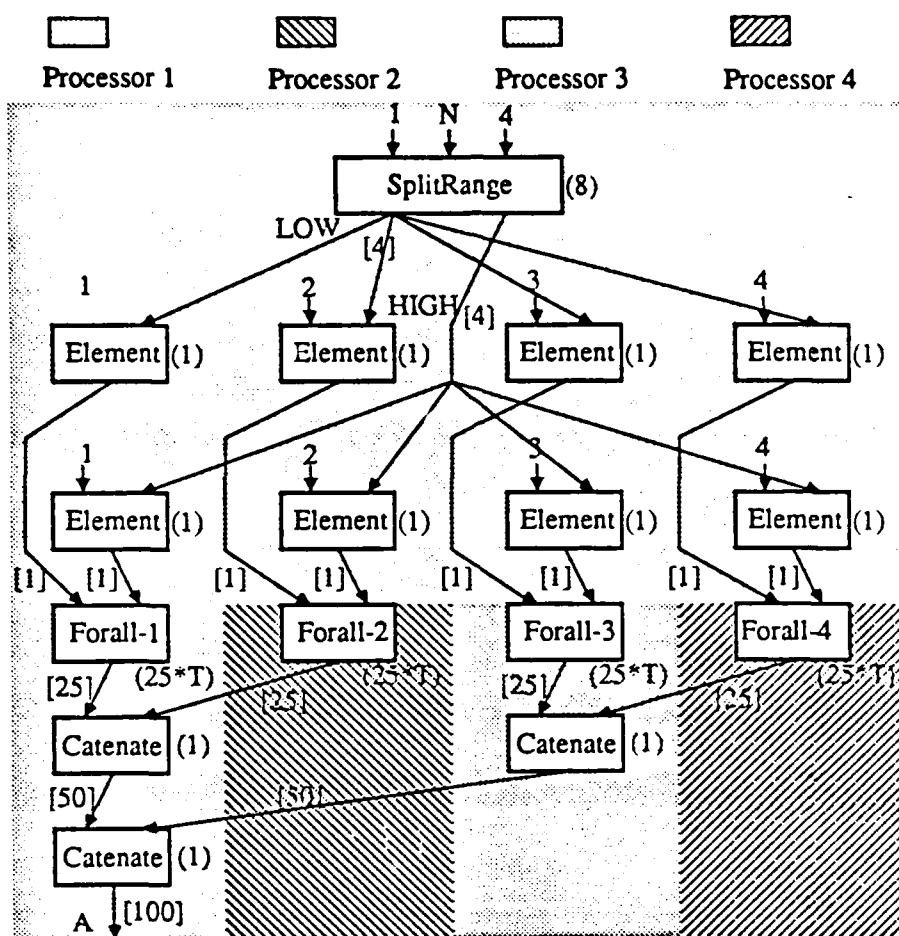 Processor 1 Processor 2 Processor 3 Processor 4
1 N 4
SplitRange (8)
LOW [4]
HIGH [4]
1 2 3 4
Element (1) Element (1) Element (1) Element (1)
1 2 3 4
Element (1) Element (1) Element (1) Element (1)
[1] [1] [1] [1] [1] [1] [1] [1]
Forall-1 Forall-2 Forall-3 Forall-4
[25] (25*T) [25] (25*T) [25] (25*T) [25] (25*T)
Catenate (1) Catenate (1)
[50] [50]
Catenate (1)
A [100]